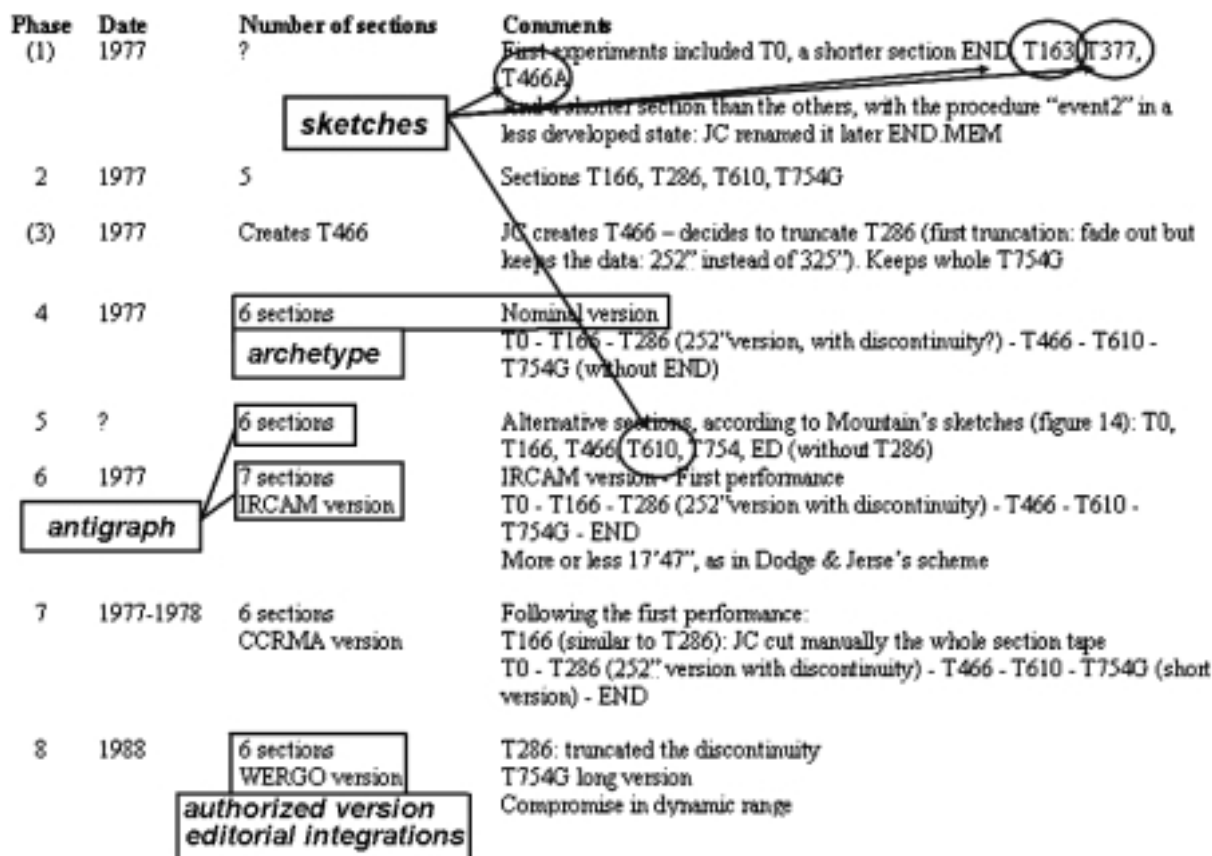 Phase Date Number of sections Comments
(1) 1977 ? First experiments included T0, a shorter section END, T163, T377,
T466A
and a shorter section than the others, with the procedure “event2” in a
sketches
less developed state: JC renamed it later END.MEM
2 1977 5 Sections T166, T286, T610, T754G
(3) 1977 Creates T466 JC creates T466 – decides to truncate T286 (first truncation: fade out but
keeps the data: 252” instead of 325”). Keeps whole T754G
4 1977 6 sections Nominal version
archetype T0 - T166 - T286 (252”version, with discontinuity?) - T466 - T610 -
T754G (without END)
5 ? 6 sections Alternative sections, according to Mountain’s sketches (figure 14): T0,
T166, T466, T610, T754, ED (without T286)
6 1977 7 sections IRCAM version - First performance
IRCAM version T0 - T166 - T286 (252”version with discontinuity) - T466 - T610 -
antigraph T754G - END
More or less 17’47”, as in Dodge & Jerse’s scheme
7 1977-1978 6 sections Following the first performance:
CCRMA version T166 (similar to T286): JC cut manually the whole section tape
T0 - T286 (252” version with discontinuity) - T466 - T610 - T754G (short
version) - END
8 1988 6 sections T286: truncated the discontinuity
WERGO version T754G long version
authorized version Compromise in dynamic range
editorial integrations